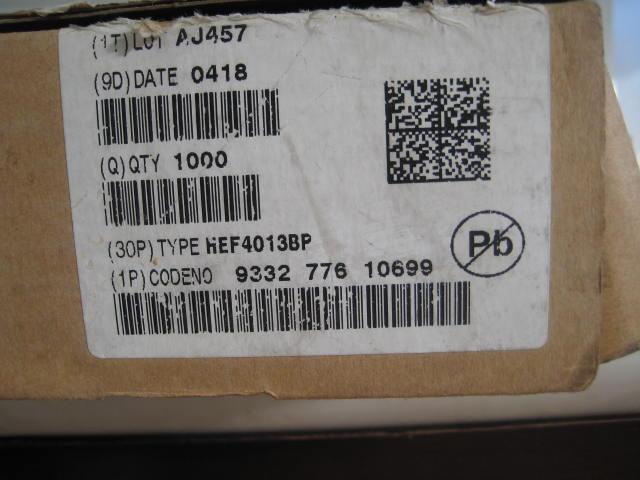 (1T) LOT AJ457
(9D) DATE 0418
(Q) QTY 1000
(30P) TYPE HEF4013BP
Pb
(1P) CODENO 9332 776 10699